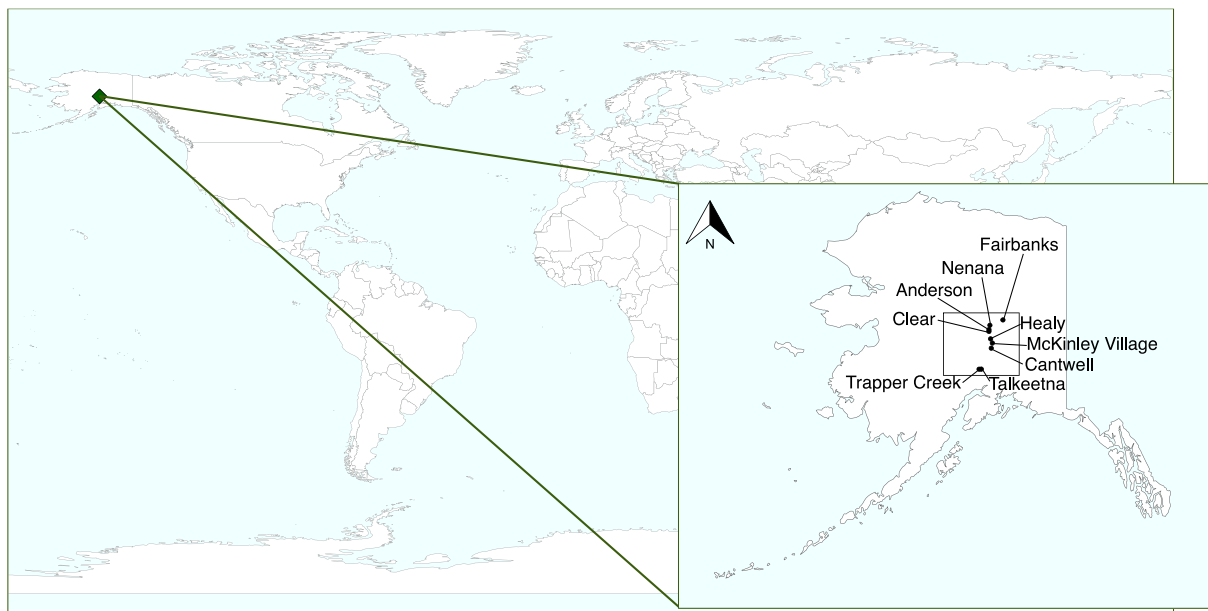 N
Fairbanks
Nenana
Anderson
Clear
Healy
McKinley Village
Cantwell
Trapper Creek
Talkeetna